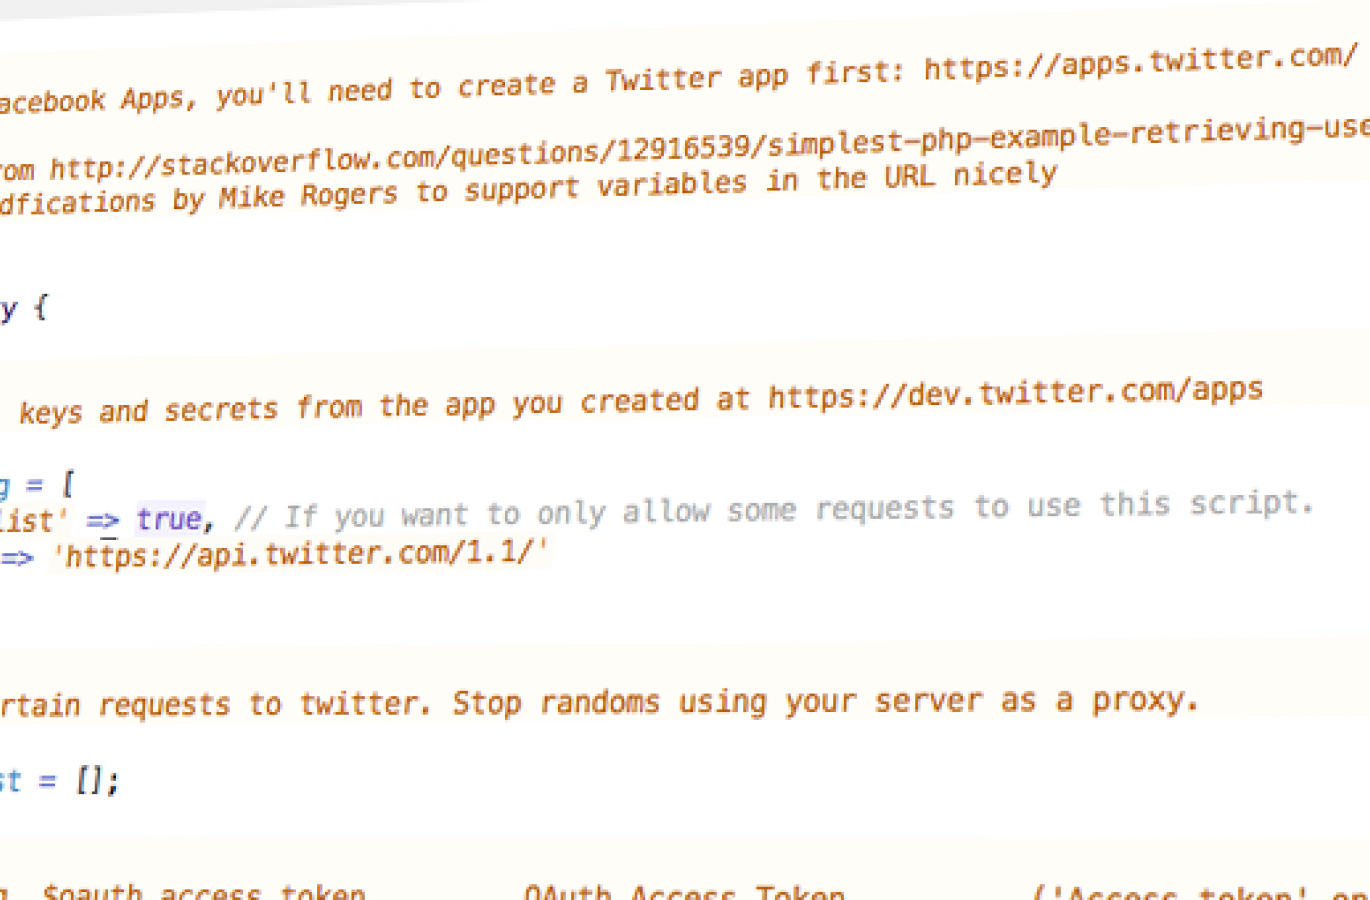 acebook Apps, you'll need to create a Twitter app first: https://apps.twitter.com/
rom http://stackoverflow.com/questions/12916539/simplest-php-example-retrieving-use
dfications by Mike Rogers to support variables in the URL nicely
y {
keys and secrets from the app you created at https://dev.twitter.com/apps
g = [
list' => true, // If you want to only allow some requests to use this script.
=> 'https://api.twitter.com/1.1/'
rtain requests to twitter. Stop randoms using your server as a proxy.
st = [];
$oauth_access_token OAuth Access Token ('Access token' on